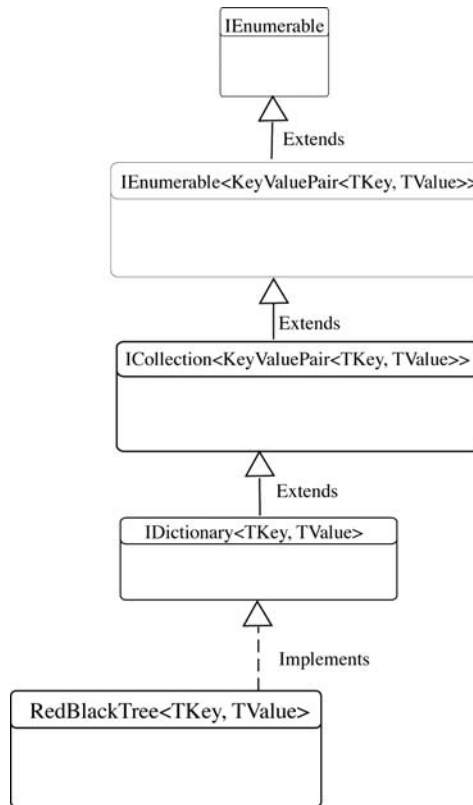 IEnumerable
Extends
IEnumerable<KeyValuePair<TKey, TValue>>
Extends
ICollection<KeyValuePair<TKey, TValue>>
Extends
IDictionary<TKey, TValue>
Implements
RedBlackTree<TKey, TValue>